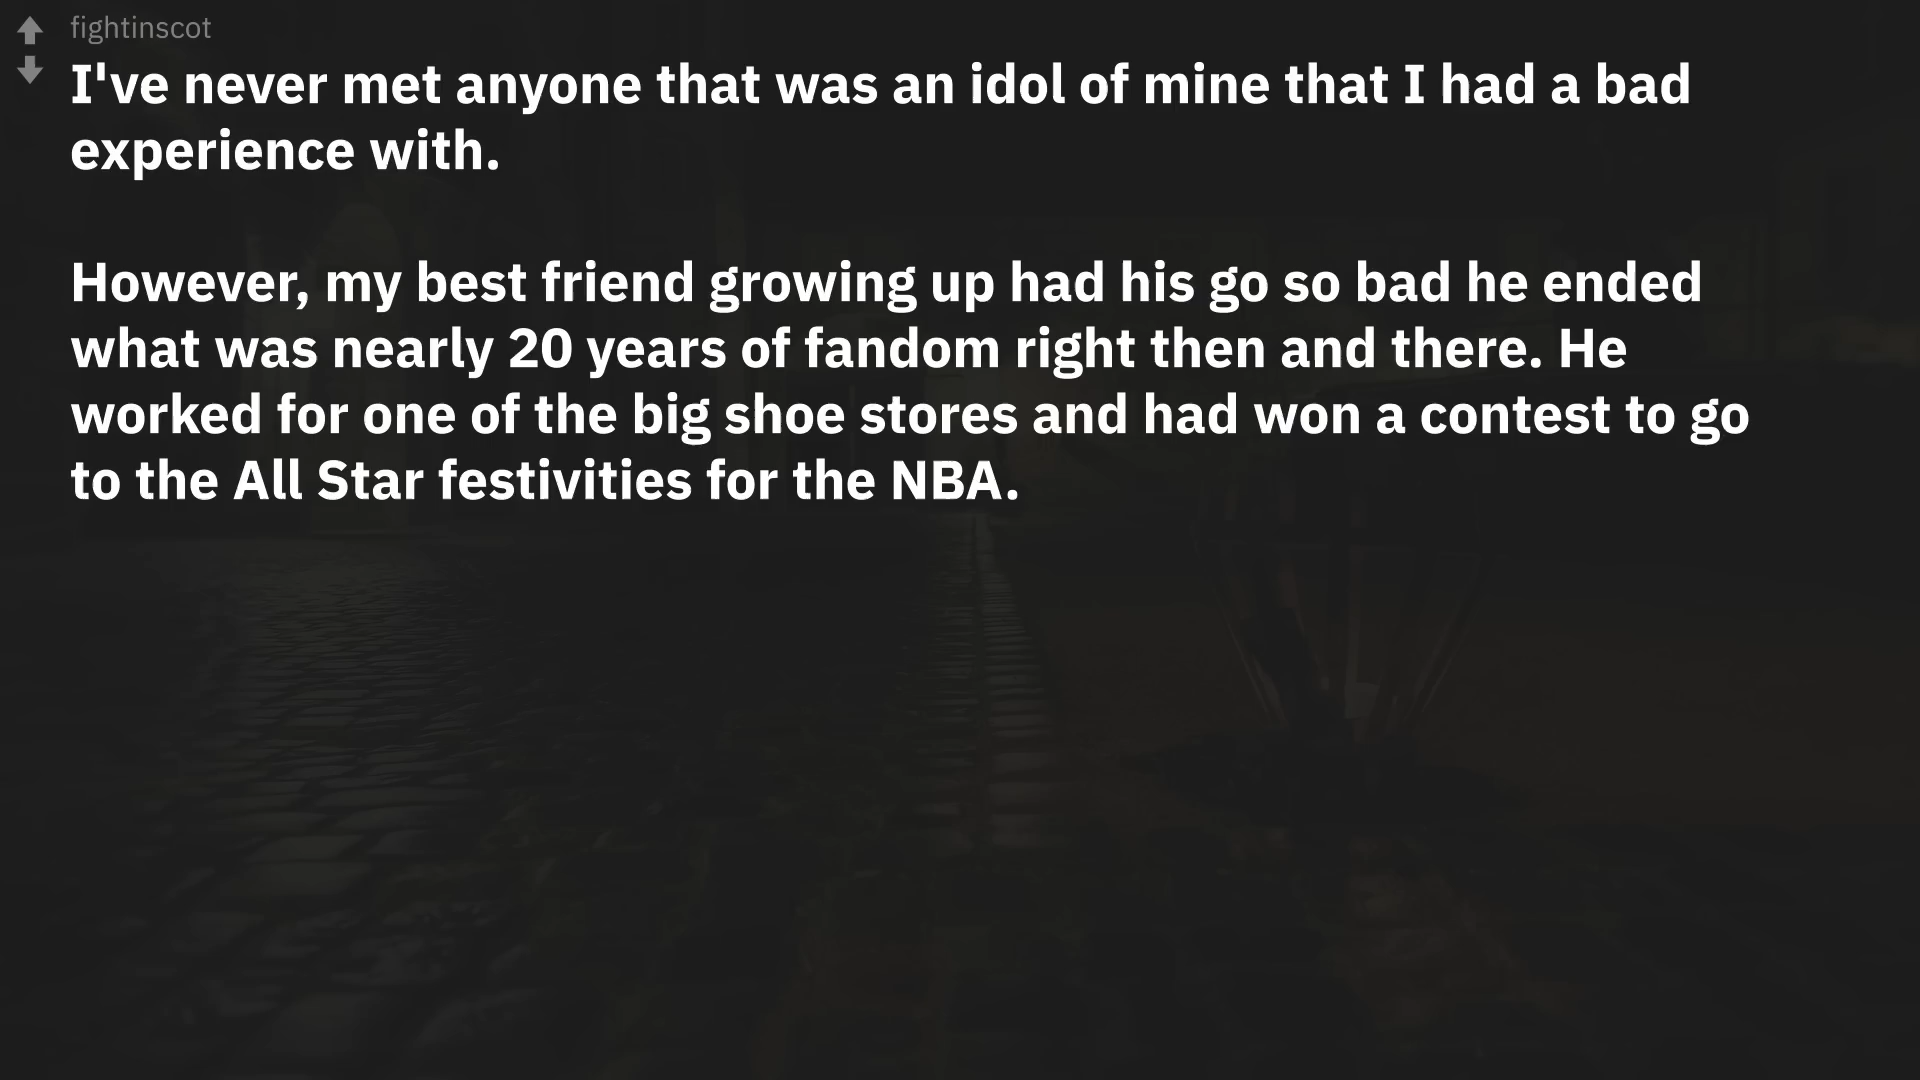 fightinscot
I've never met anyone that was an idol of mine that I had a bad
experience with.
However, my best friend growing up had his go so bad he ended
what was nearly 20 years of fandom right then and there. He
worked for one of the big shoe stores and had won a contest to go
to the All Star festivities for the NBA.